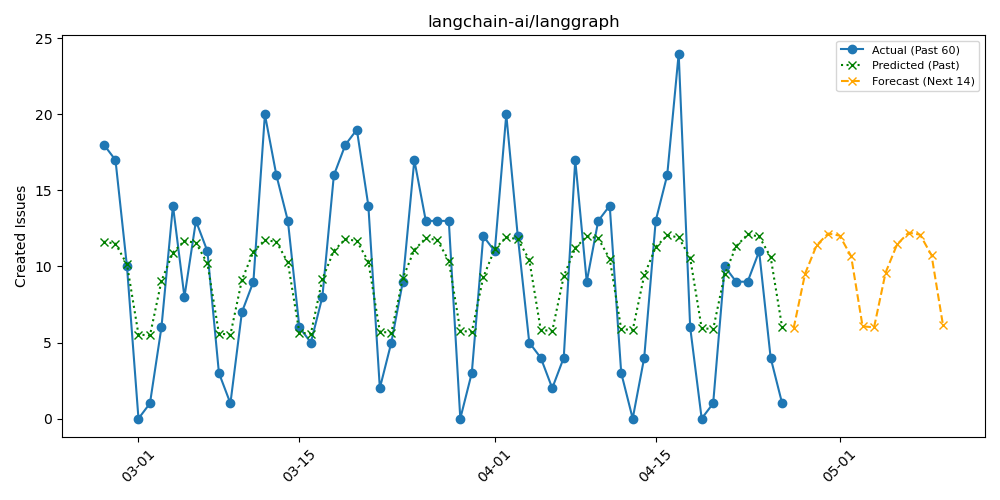 langchain-ai/langgraph
25
20
15
10
5
0
Created Issues
Actual (Past 60)
Predicted (Past)
Forecast (Next 14)
03-01
03-15
04-01
04-15
05-01